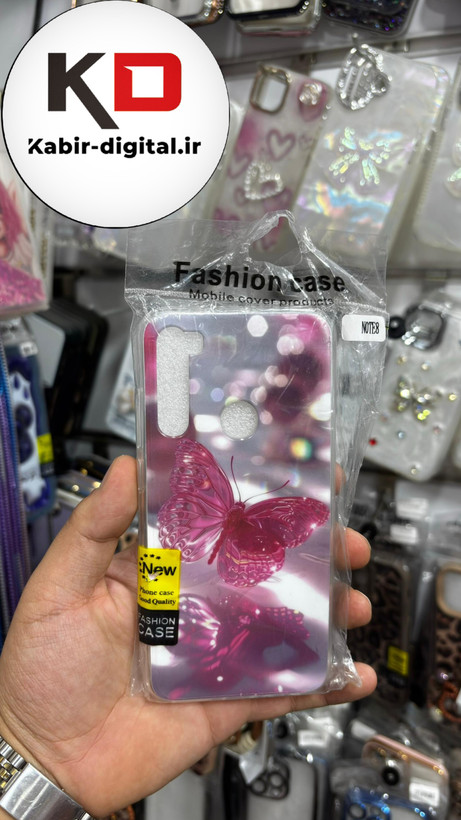 KD
Kabir-digital.ir
Fashion case
Mobile cover products
NOTE8
New
Phone case
Good Quality
FASHION
CASE